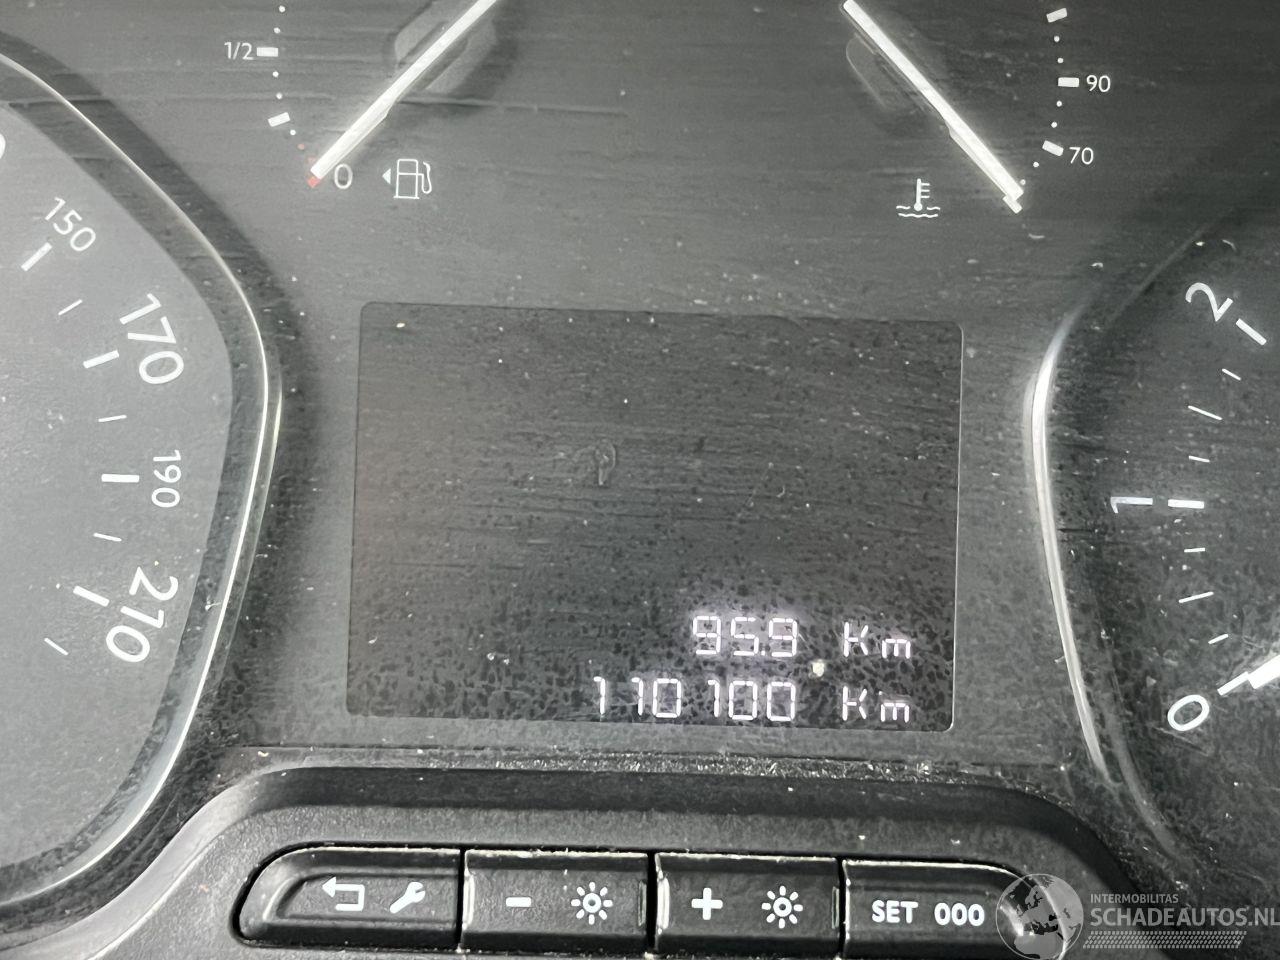 1/2
0
90
70
150
170
190
210
2
1
0
95.9 Km
110100 Km
- +
SET 000
INTERMOBILITAS
SCHADEAUTOS.NL